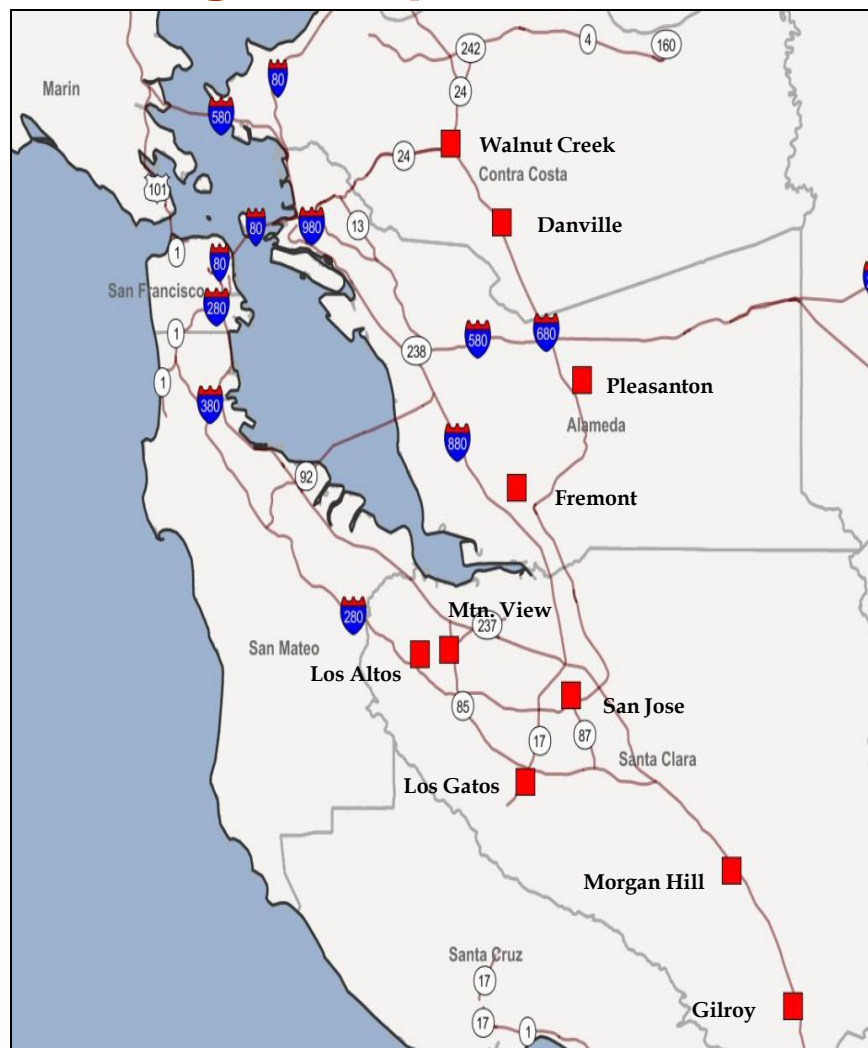 242
4
160
80
Marin
24
580
Walnut Creek
24
Contra Costa
101
Danville
80
980
13
1
80
San Francisco
280
1
238
580
680
1
Pleasanton
380
Alameda
880
92
Fremont
Mtn. View
280
237
San Mateo
Los Altos
85
San Jose
17
87
Santa Clara
Los Gatos
Morgan Hill
Santa Cruz
17
Gilroy
17
1